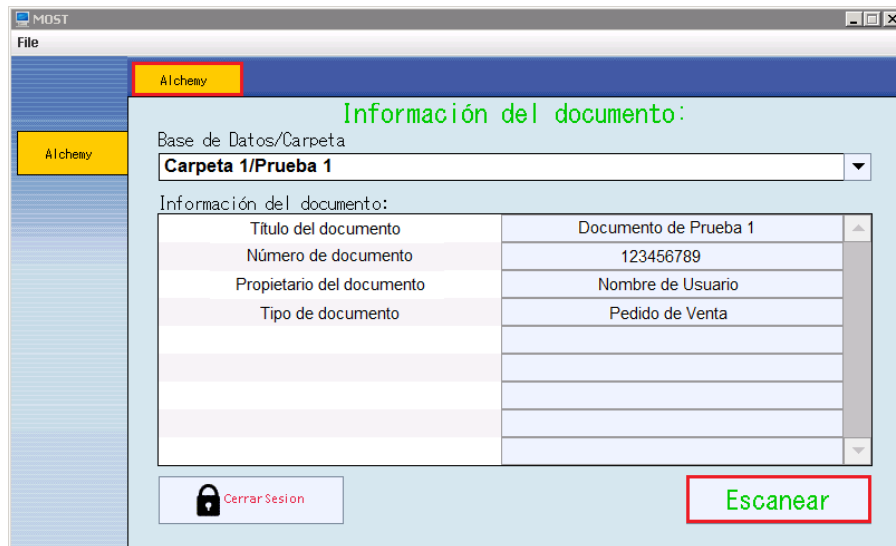 MOST
File
Alchemy
Alchemy
Información del documento:
Base de Datos/Carpeta
Carpeta 1/Prueba 1
Información del documento:
Título del documento Documento de Prueba 1
Número de documento 123456789
Propietario del documento Nombre de Usuario
Tipo de documento Pedido de Venta
Cerrar Sesion Escanear